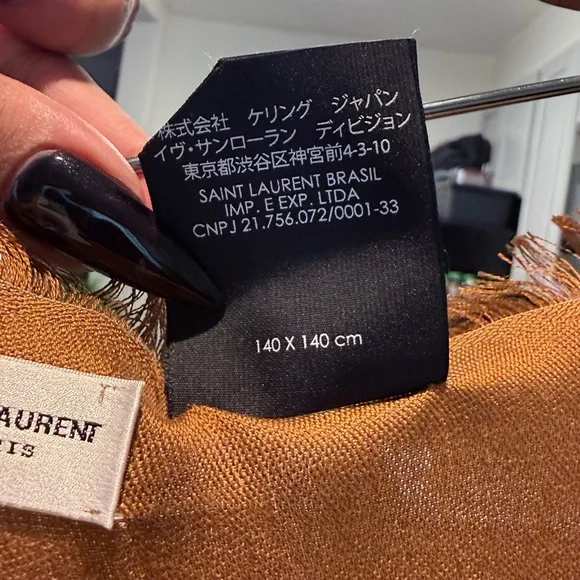 株式会社 ケリング ジャパン
イヴ・サンローラン ディビジョン
東京都渋谷区神宮前4-3-10
SAINT LAURENT BRASIL
IMP. E EXP. LTDA
CNPJ 21.756.072/0001-33
140 X 140 cm
LAURENT